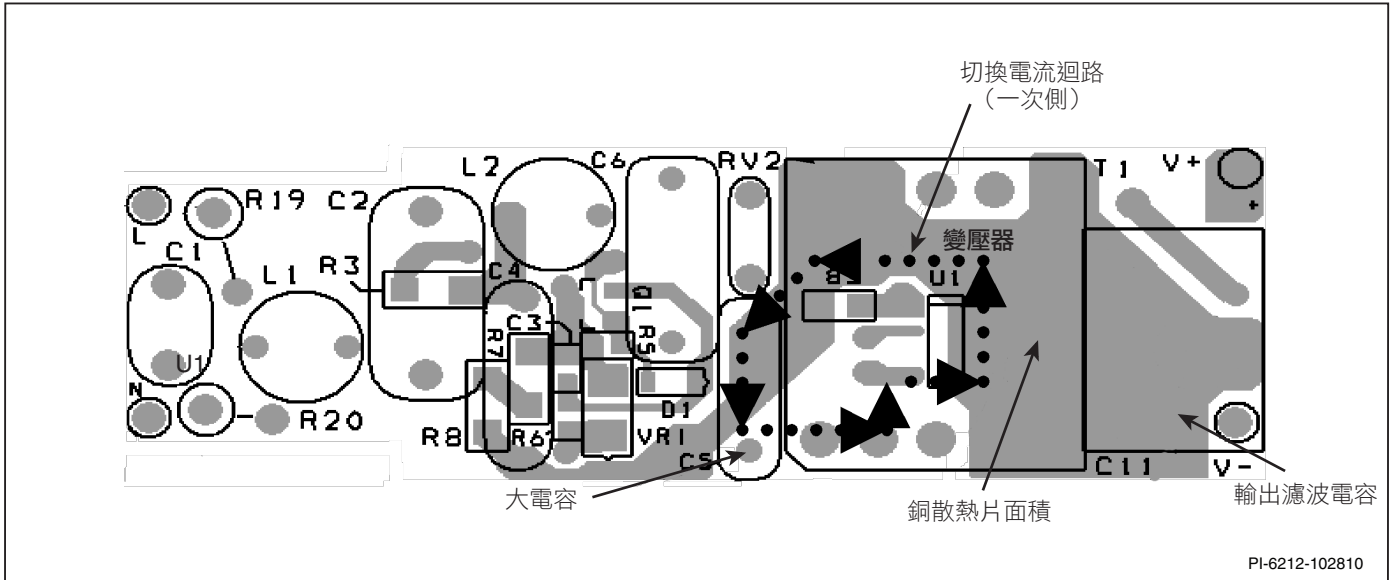 切換電流迴路
（一次側）
L2
C6
RV2
T1
V+
+
R19
C2
L
C1
變壓器
R3
L1
C4
U1
Q1
C3
R7
R5
U1
N
D1
R20
R8
R6
VR1
C5
C11
V-
大電容
銅散熱片面積
輸出濾波電容
PI-6212-102810